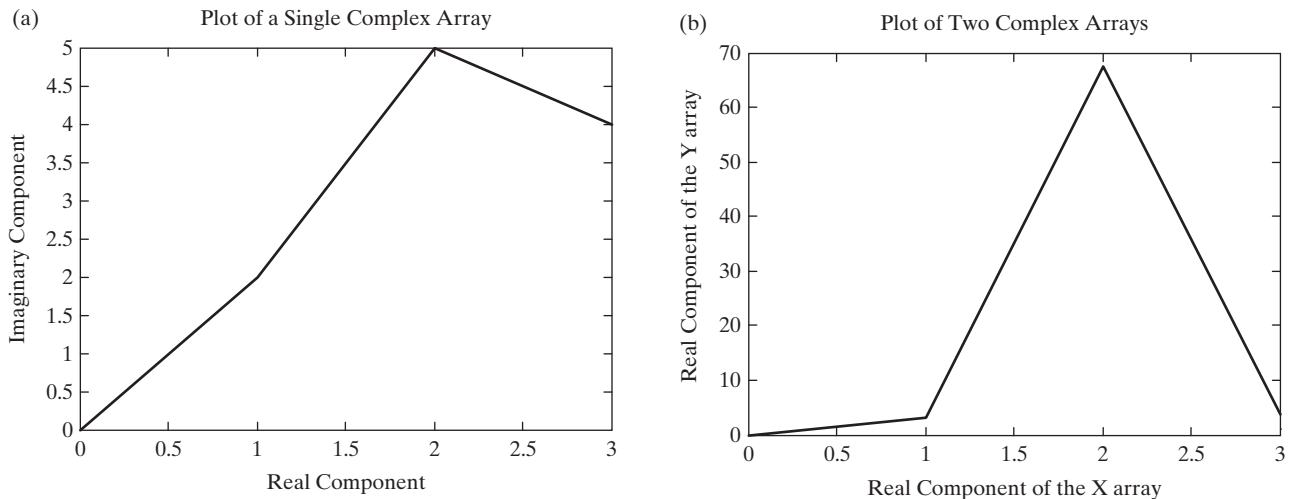 (a)
Plot of a Single Complex Array
Imaginary Component
5
4.5
4
3.5
3
2.5
2
1.5
1
0.5
0
0 0.5 1 1.5 2 2.5 3
Real Component
(b)
Plot of Two Complex Arrays
Real Component of the Y array
70
60
50
40
30
20
10
0
0 0.5 1 1.5 2 2.5 3
Real Component of the X array